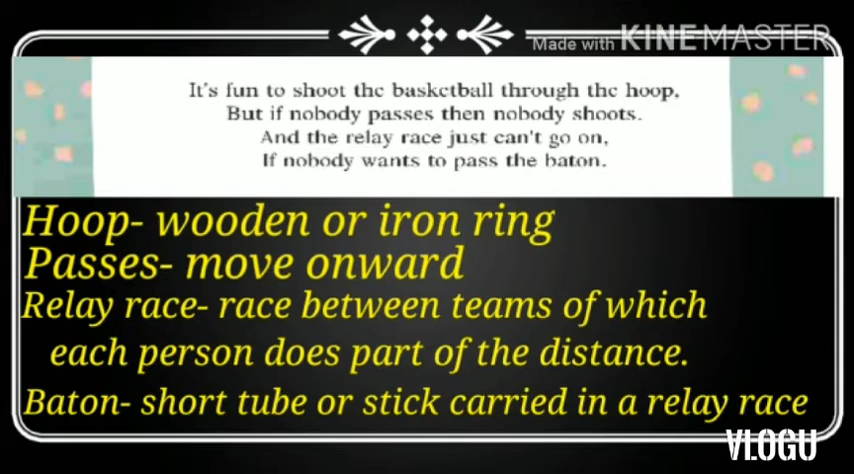 Made with KINEMASTER
It's fun to shoot the basketball through the hoop,
But if nobody passes then nobody shoots.
And the relay race just can't go on,
If nobody wants to pass the baton.
Hoop- wooden or iron ring
Passes- move onward
Relay race- race between teams of which
each person does part of the distance.
Baton- short tube or stick carried in a relay race
VLOGU